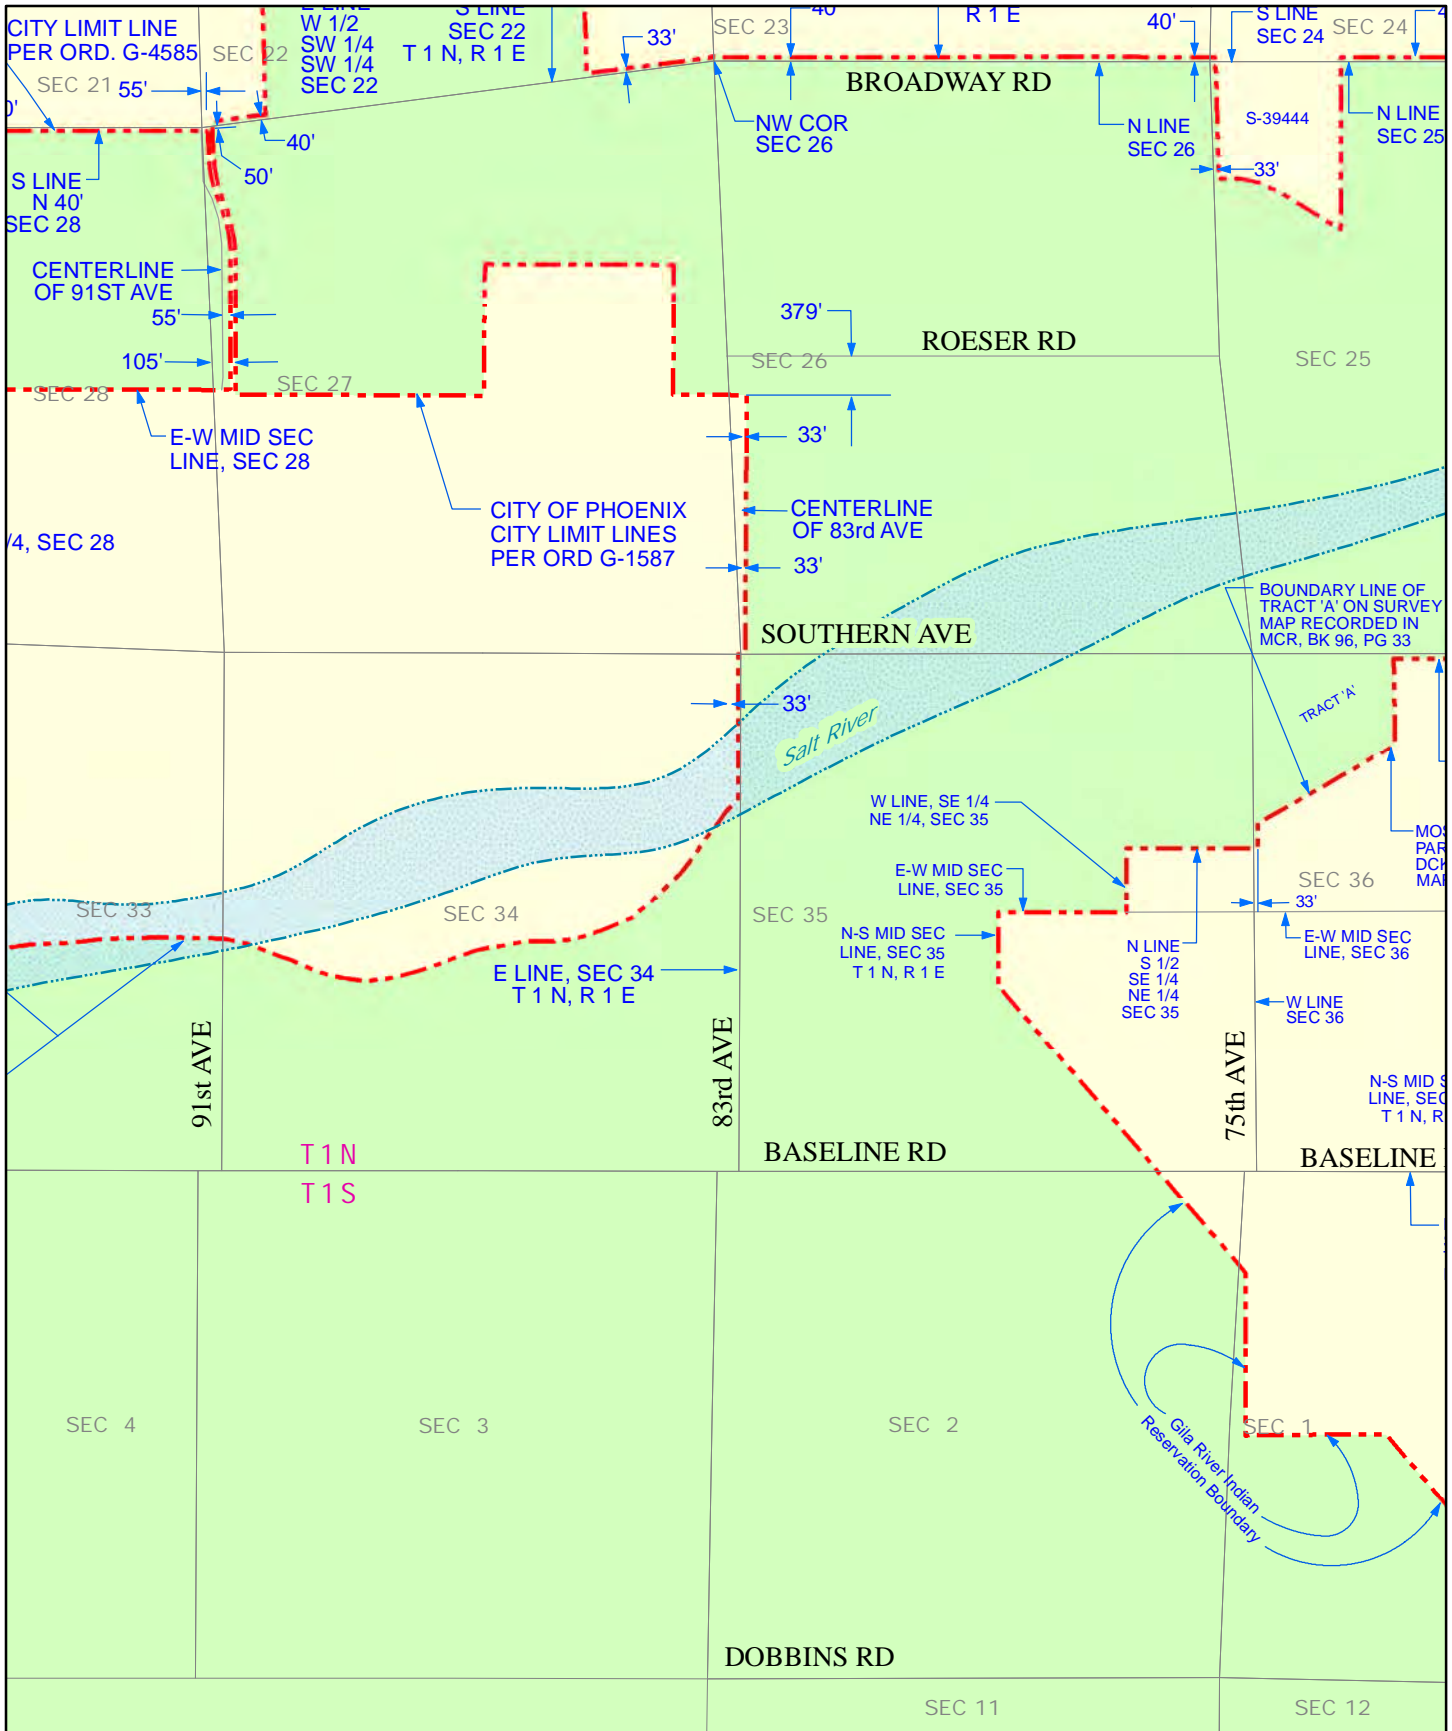 CITY LIMIT LINE
PER ORD. G-4585
SEC 21
55'
SEC 22
W 1/2
SW 1/4
SW 1/4
SEC 22
S LINE
SEC 22
T 1 N, R 1 E
33'
SEC 23
40'
R 1 E
40'
S LINE
SEC 24
SEC 24
BROADWAY RD
NW COR
SEC 26
N LINE
SEC 26
S-39444
N LINE
SEC 25
33'
40'
50'
S LINE
N 40'
SEC 28
CENTERLINE
OF 91ST AVE
55'
105'
SEC 28
SEC 27
379'
ROESER RD
SEC 26
SEC 25
E-W MID SEC
LINE, SEC 28
33'
CITY OF PHOENIX
CITY LIMIT LINES
PER ORD G-1587
CENTERLINE
OF 83rd AVE
/4, SEC 28
33'
BOUNDARY LINE OF
TRACT 'A' ON SURVEY
MAP RECORDED IN
MCR, BK 96, PG 33
SOUTHERN AVE
33'
TRACT 'A'
Salt River
W LINE, SE 1/4
NE 1/4, SEC 35
E-W MID SEC
LINE, SEC 35
SEC 36
33'
SEC 33
SEC 34
SEC 35
N-S MID SEC
LINE, SEC 35
T 1 N, R 1 E
N LINE
S 1/2
SE 1/4
NE 1/4
SEC 35
E-W MID SEC
LINE, SEC 36
E LINE, SEC 34
T 1 N, R 1 E
W LINE
SEC 36
91st AVE
83rd AVE
75th AVE
N-S MID S
LINE, SEC
T 1 N, R
T1N
BASELINE RD
BASELINE
T1S
SEC 4
SEC 3
SEC 2
SEC 1
Gila River Indian
Reservation Boundary
DOBBINS RD
SEC 11
SEC 12